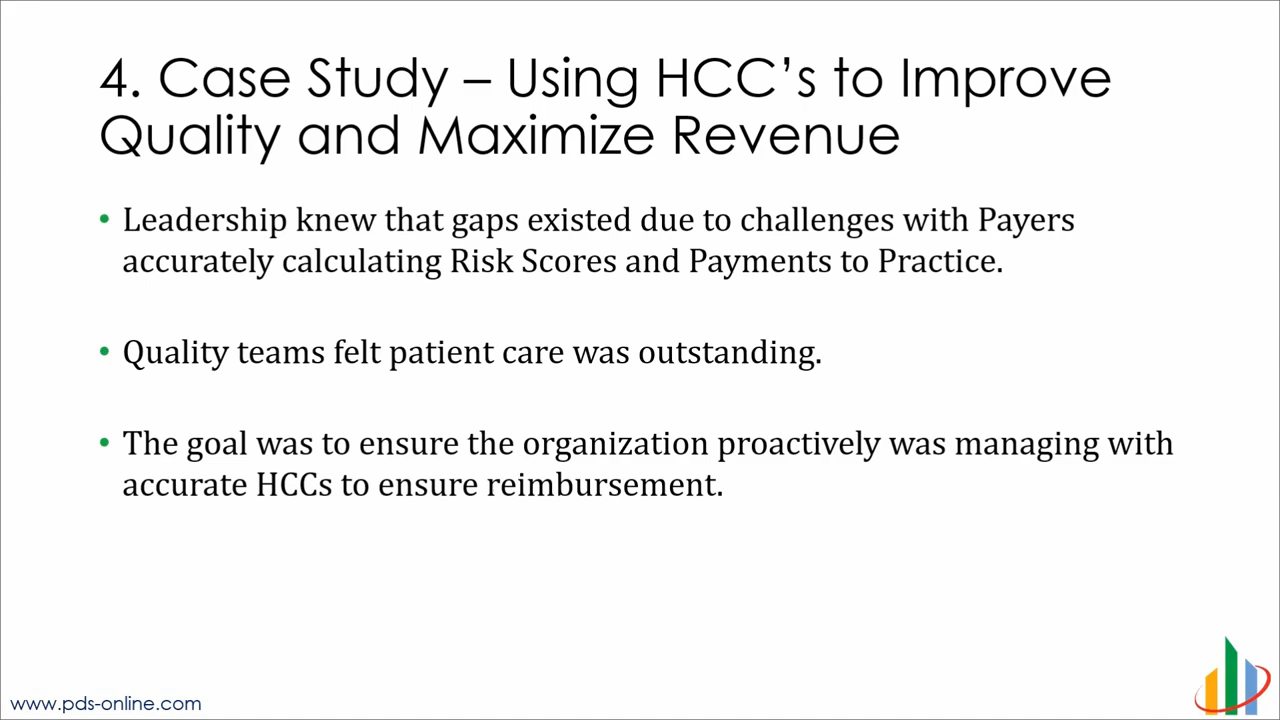 4. Case Study – Using HCC’s to Improve
Quality and Maximize Revenue
• Leadership knew that gaps existed due to challenges with Payers
accurately calculating Risk Scores and Payments to Practice.
• Quality teams felt patient care was outstanding.
• The goal was to ensure the organization proactively was managing with
accurate HCCs to ensure reimbursement.
www.pds-online.com